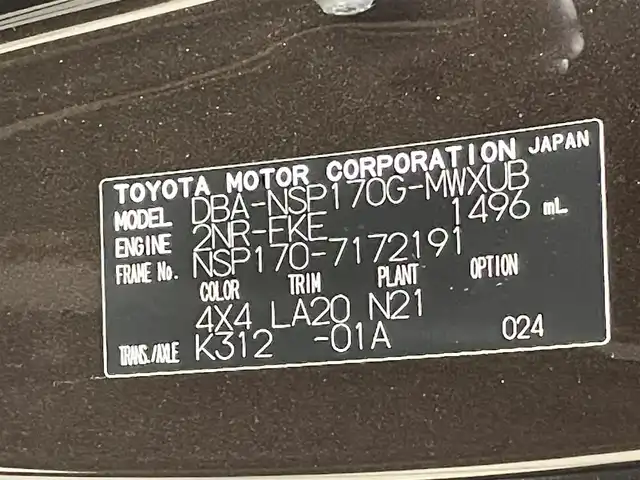 TOYOTA MOTOR CORPORATION JAPAN
MODEL DBA-NSP170G-MWXUB
ENGINE 2NR-FKE 1496 mL
FRAME No. NSP170-7172191
COLOR TRIM PLANT OPTION
4X4 LA20 N21
TRANS./AXLE K312 -01A 024